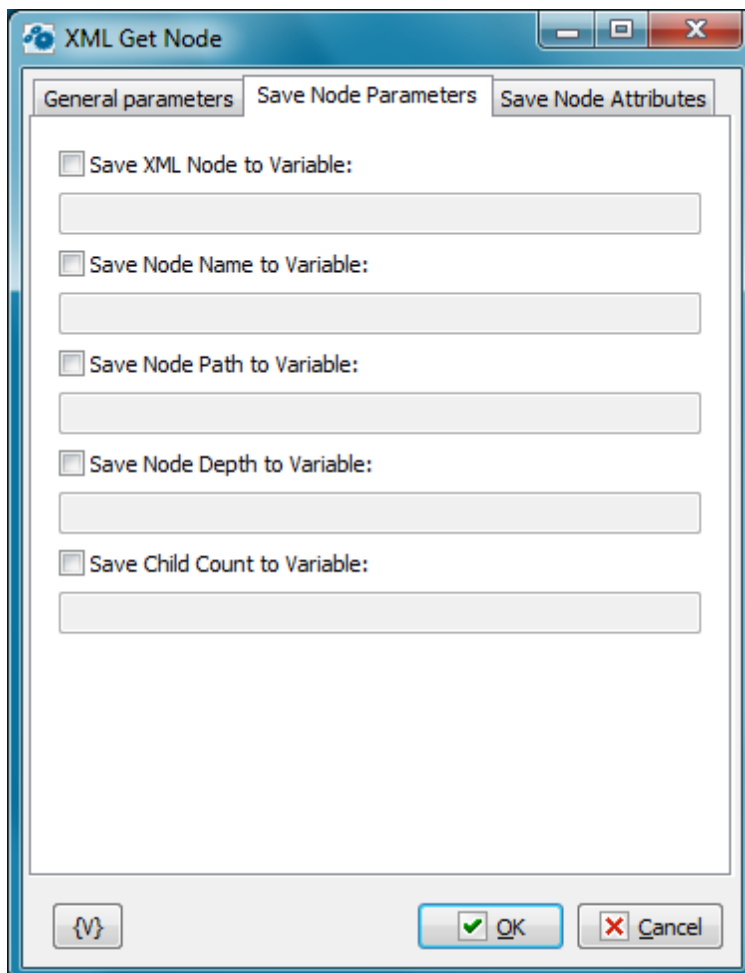 XML Get Node
General parameters Save Node Parameters Save Node Attributes
Save XML Node to Variable:
Save Node Name to Variable:
Save Node Path to Variable:
Save Node Depth to Variable:
Save Child Count to Variable:
{V} OK Cancel